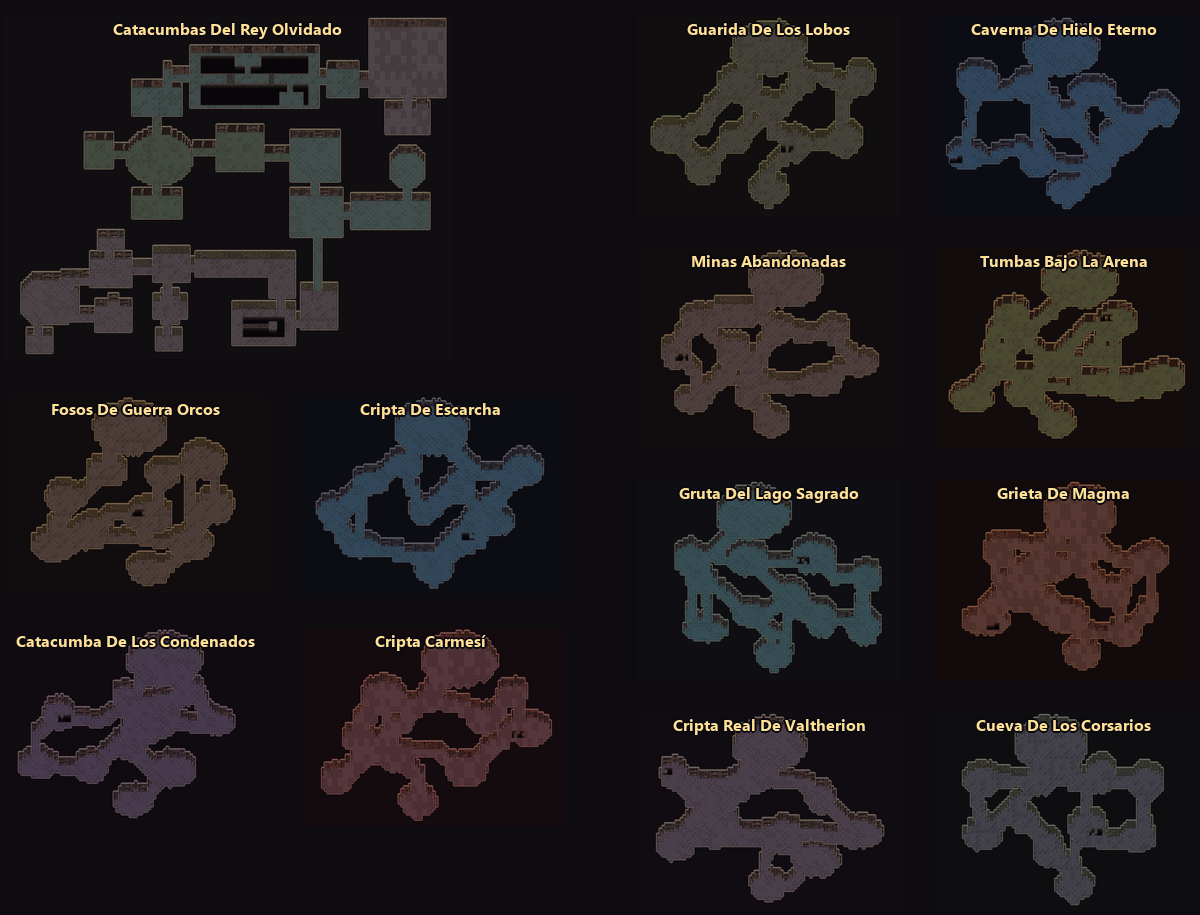 Catacumbas Del Rey Olvidado
Guarida De Los Lobos
Caverna De Hielo Eterno
Minas Abandonadas
Tumbas Bajo La Arena
Fosos De Guerra Orcos
Cripta De Escarcha
Gruta Del Lago Sagrado
Grieta De Magma
Catacumba De Los Condenados
Cripta Carmesí
Cripta Real De Valtherion
Cueva De Los Corsarios